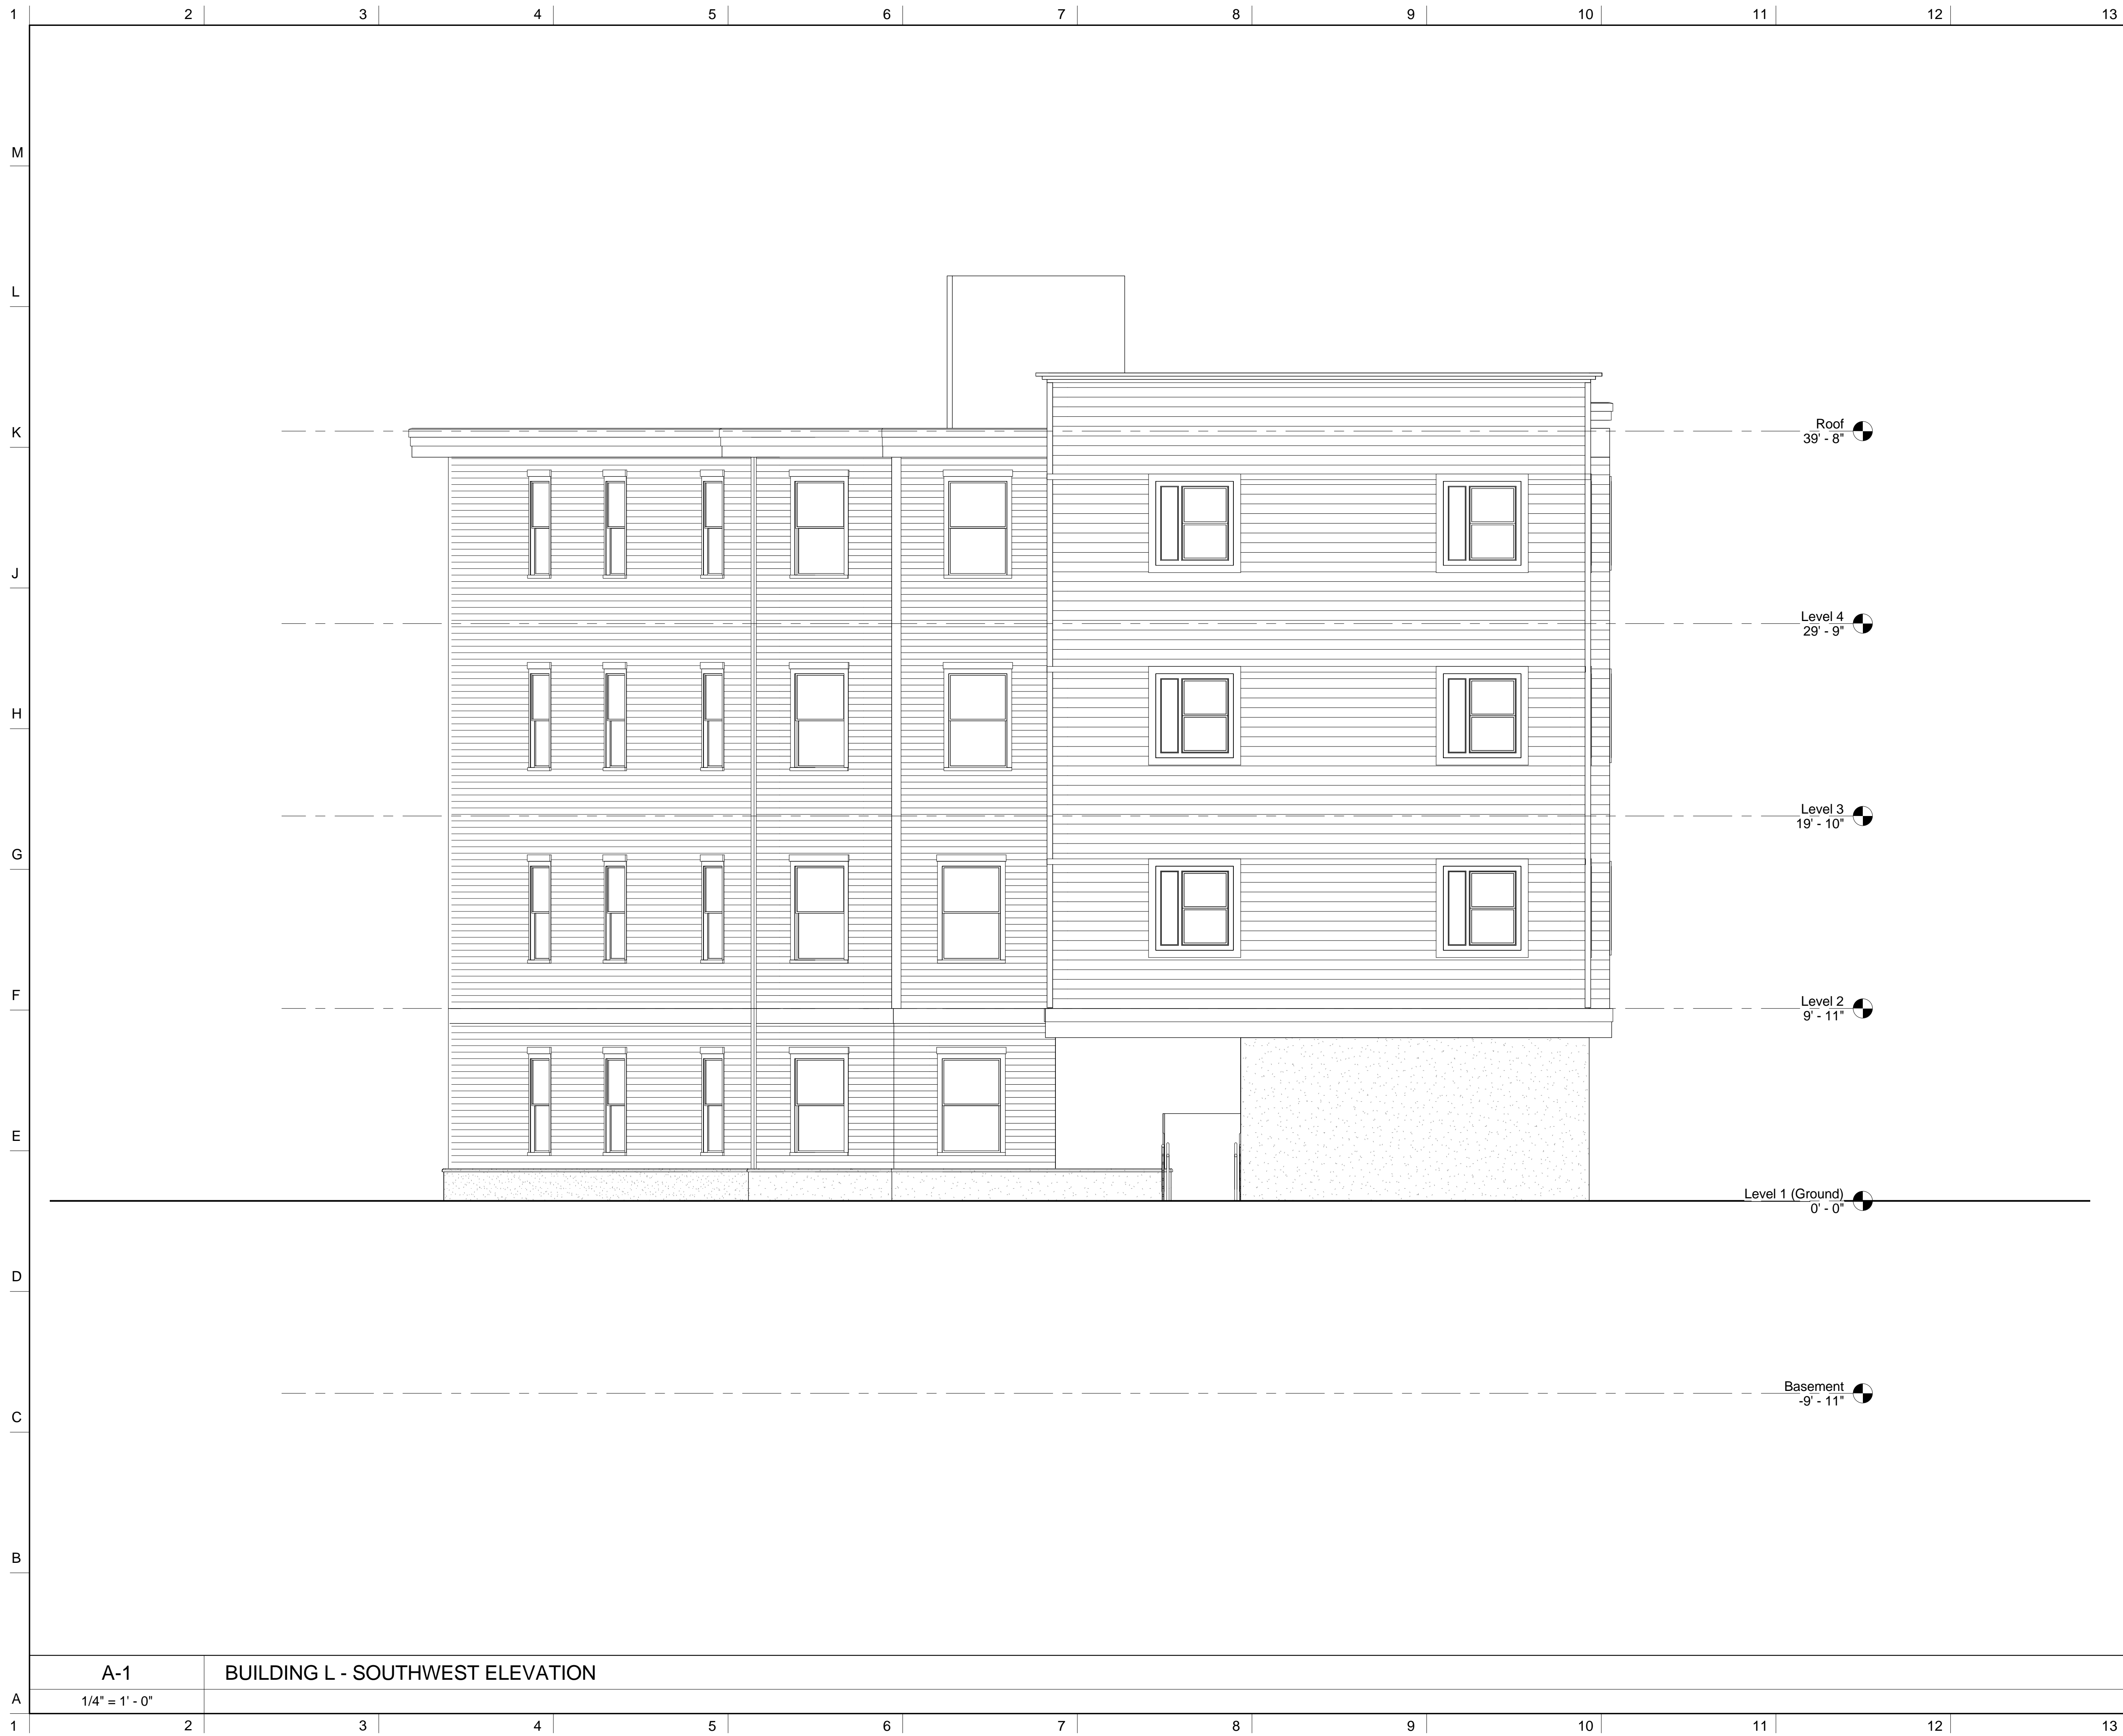 1 2 3 4 5 6 7 8 9 10 11 12 13
M
L
K
Roof
39' - 8"
J
Level 4
29' - 9"
H
Level 3
19' - 10"
G
F
Level 2
9' - 11"
E
Level 1 (Ground)
0' - 0"
D
Basement
-9' - 11"
C
B
A-1 BUILDING L - SOUTHWEST ELEVATION
A
1/4" = 1' - 0"
1 2 3 4 5 6 7 8 9 10 11 12 13